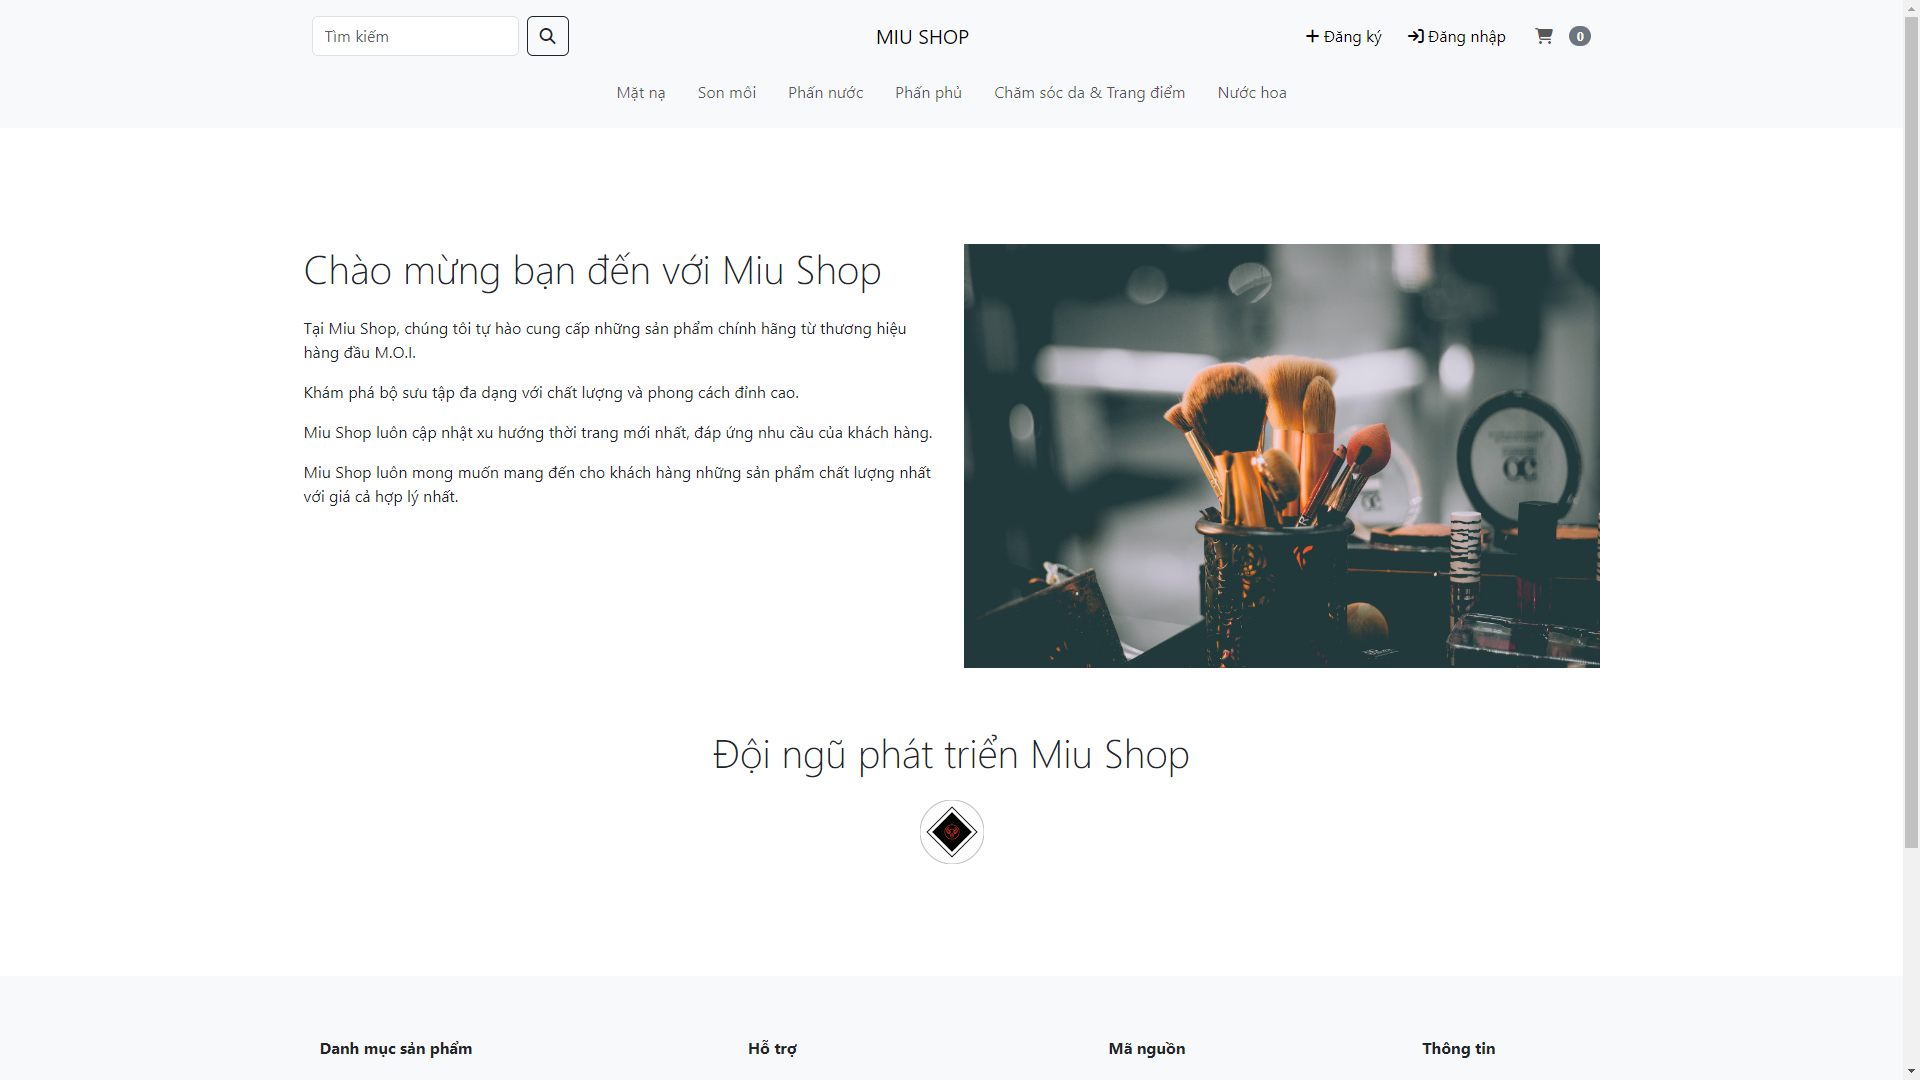 Tìm kiếm
MIU SHOP
Đăng ký
Đăng nhập
0
Mặt nạ
Son môi
Phấn nước
Phấn phủ
Chăm sóc da & Trang điểm
Nước hoa
Chào mừng bạn đến với Miu Shop
Tại Miu Shop, chúng tôi tự hào cung cấp những sản phẩm chính hãng từ thương hiệu
hàng đầu M.O.I.
Khám phá bộ sưu tập đa dạng với chất lượng và phong cách đỉnh cao.
Miu Shop luôn cập nhật xu hướng thời trang mới nhất, đáp ứng nhu cầu của khách hàng.
Miu Shop luôn mong muốn mang đến cho khách hàng những sản phẩm chất lượng nhất
với giá cả hợp lý nhất.
Đội ngũ phát triển Miu Shop
Danh mục sản phẩm
Hỗ trợ
Mã nguồn
Thông tin